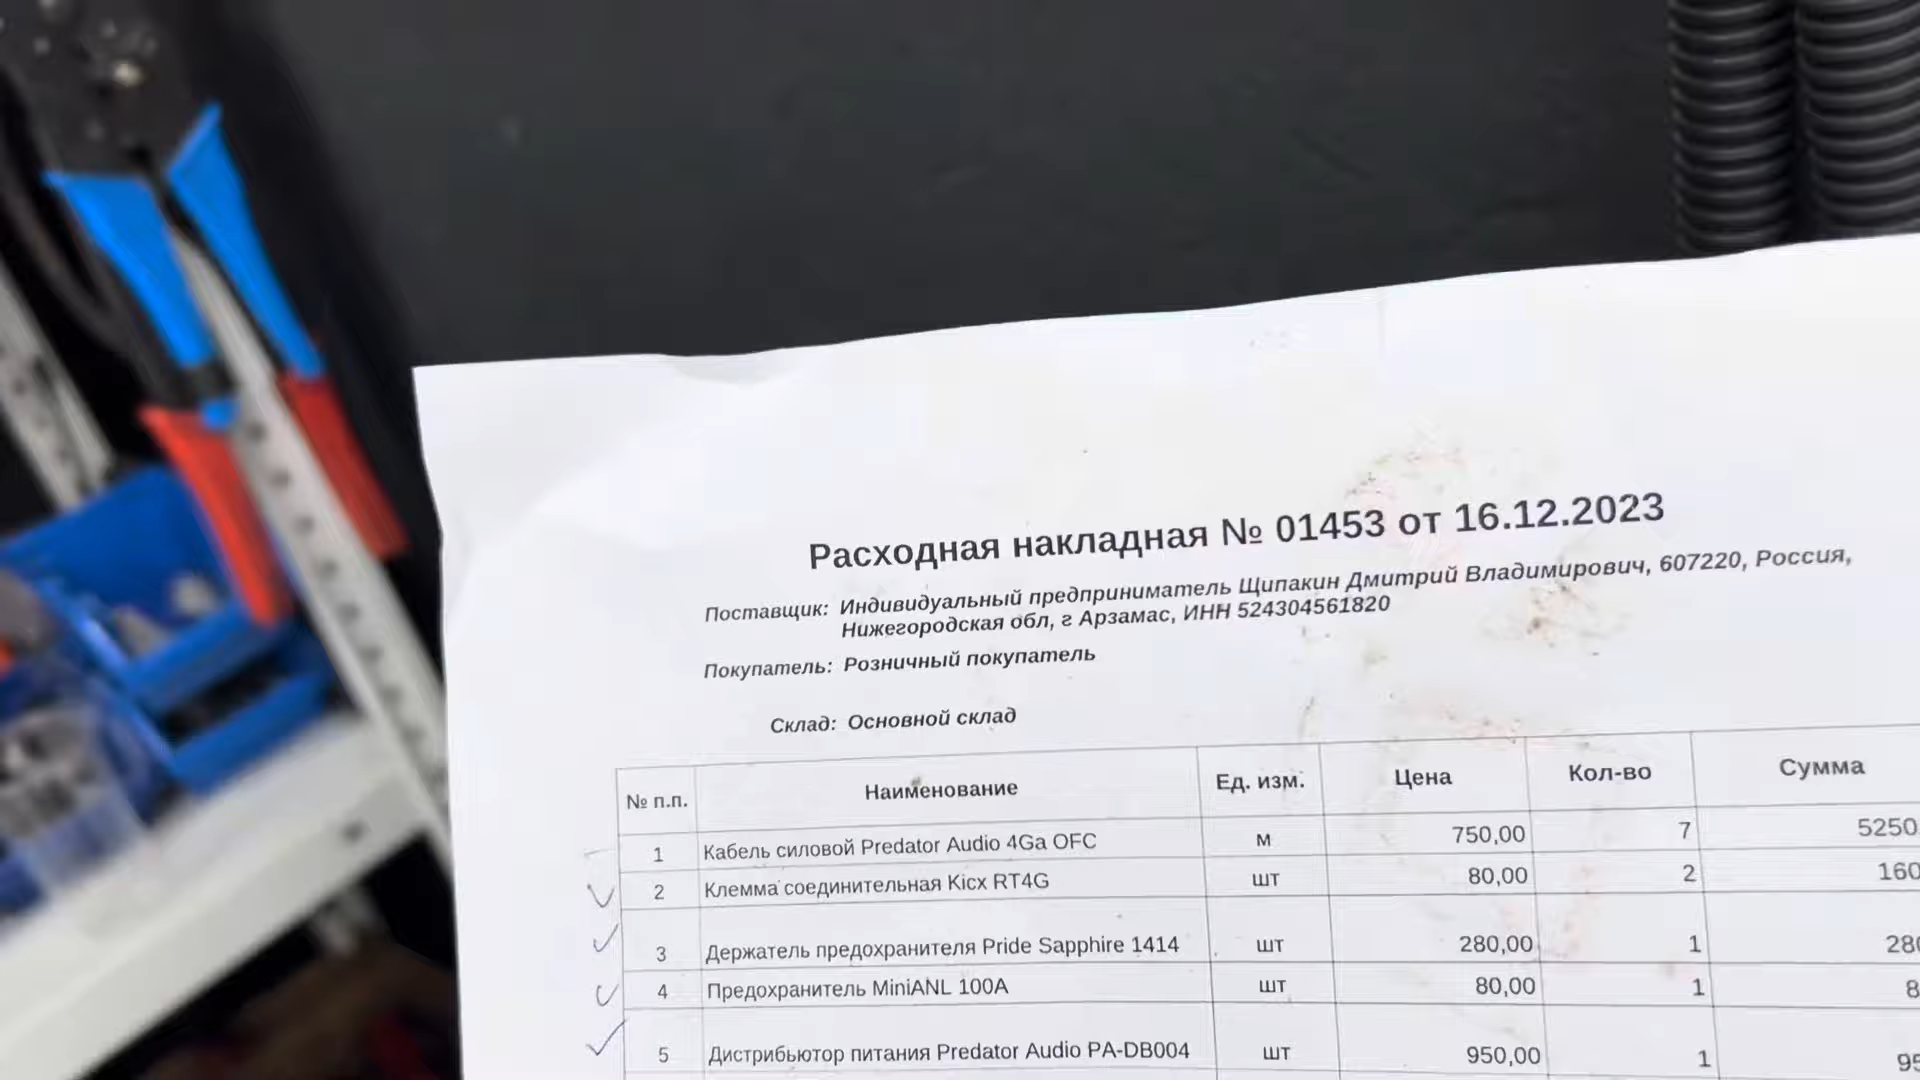 Расходная накладная № 01453 от 16.12.2023
Поставщик: Индивидуальный предприниматель Щипакин Дмитрий Владимирович, 607220, Россия,
Нижегородская обл, г Арзамас, ИНН 524304561820
Покупатель: Розничный покупатель
Склад: Основной склад
№ п.п. Наименование Ед. изм. Цена Кол-во Сумма
1 Кабель силовой Predator Audio 4Ga OFC м 750,00 7 5250
2 Клемма соединительная Kicx RT4G шт 80,00 2 160
3 Держатель предохранителя Pride Sapphire 1414 шт 280,00 1 280
4 Предохранитель MiniANL 100A шт 80,00 1 8
5 Дистрибьютор питания Predator Audio PA-DB004 шт 950,00 1 95